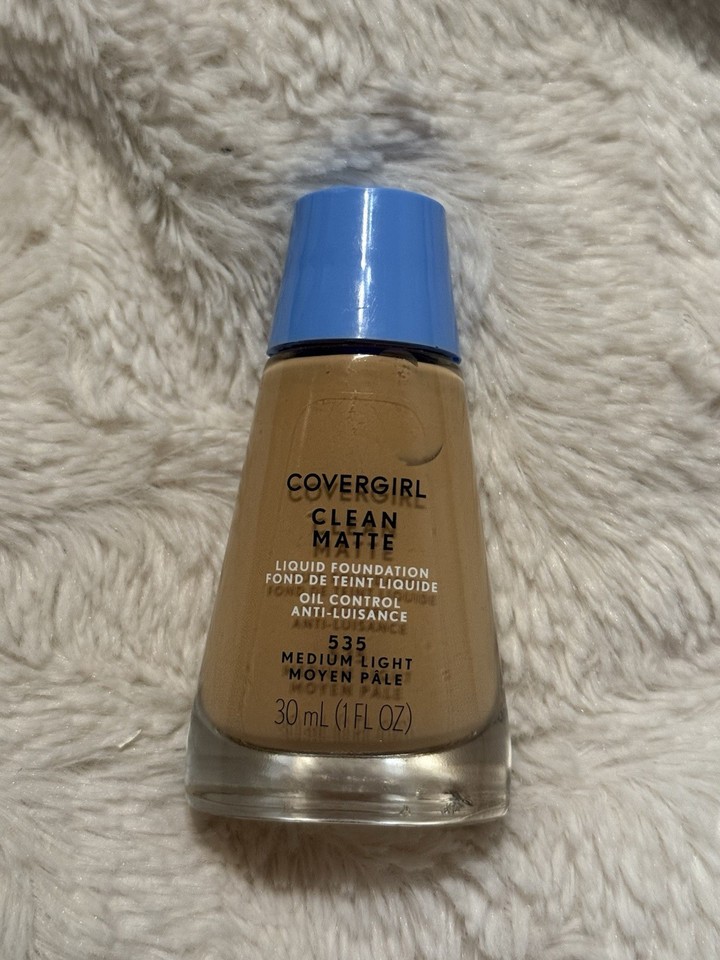 COVERGIRL
CLEAN
MATTE
LIQUID FOUNDATION
FOND DE TEINT LIQUIDE
OIL CONTROL
ANTI-LUISANCE
535
MEDIUM LIGHT
MOYEN PÂLE
30 mL (1 FL OZ)